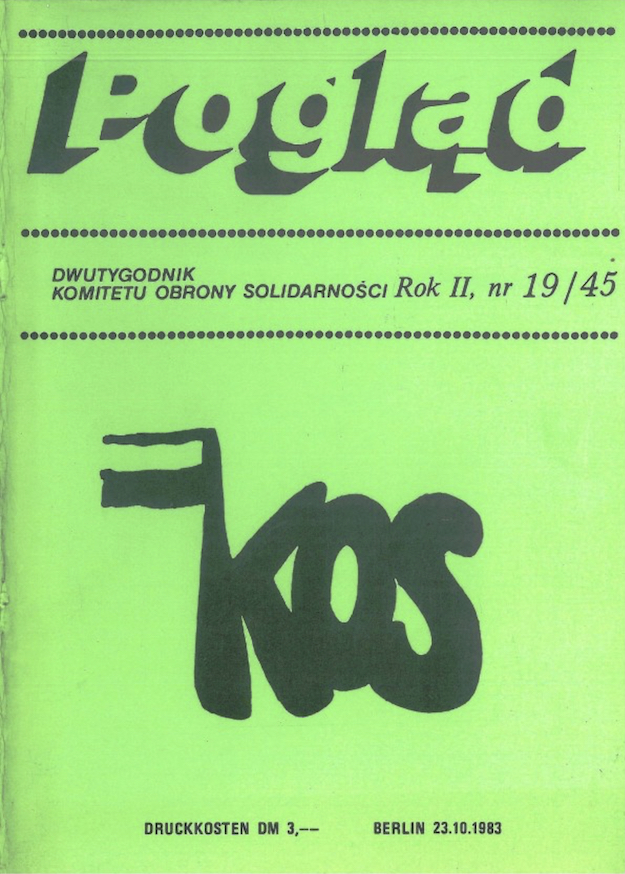 Pogląd
DWUTYGODNIK
KOMITETU OBRONY SOLIDARNOŚCI Rok II, nr 19/45
KOS
DRUCKKOSTEN DM 3,-- BERLIN 23.10.1983